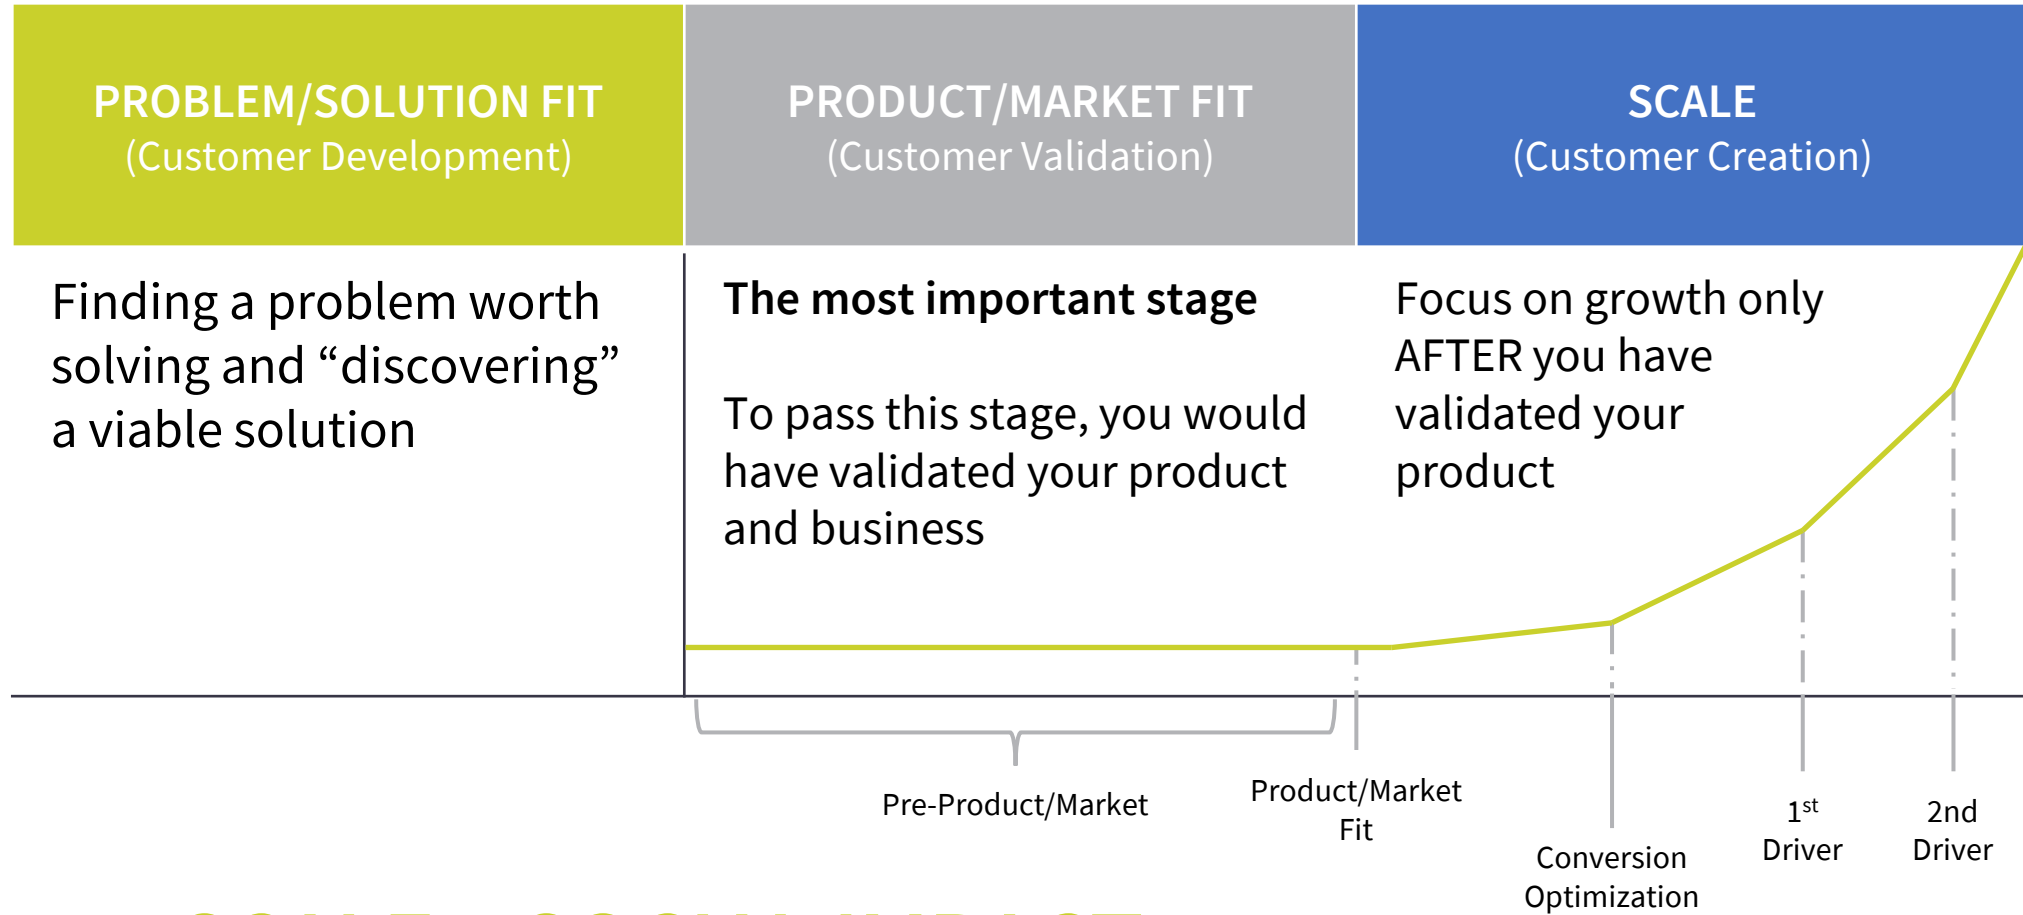 PROBLEM/SOLUTION FIT
(Customer Development)
PRODUCT/MARKET FIT
(Customer Validation)
SCALE
(Customer Creation)
Finding a problem worth
solving and “discovering”
a viable solution
The most important stage
To pass this stage, you would
have validated your product
and business
Focus on growth only
AFTER you have
validated your
product
Pre-Product/Market
Product/Market
Fit
Conversion
Optimization
1st
Driver
2nd
Driver